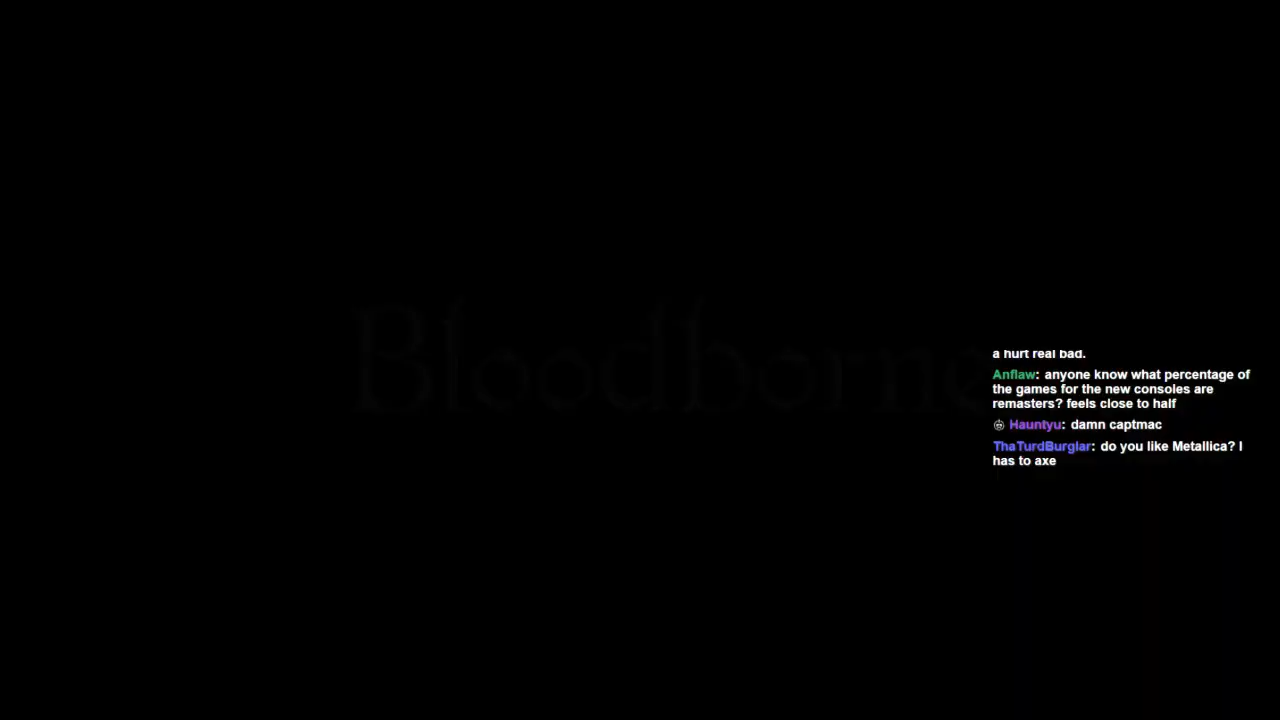 Bloodborne
a hurt real bad.
Anflaw: anyone know what percentage of
the games for the new consoles are
remasters? feels close to half
Hauntyu: damn captmac
ThaTurdBurglar: do you like Metallica? I
has to axe